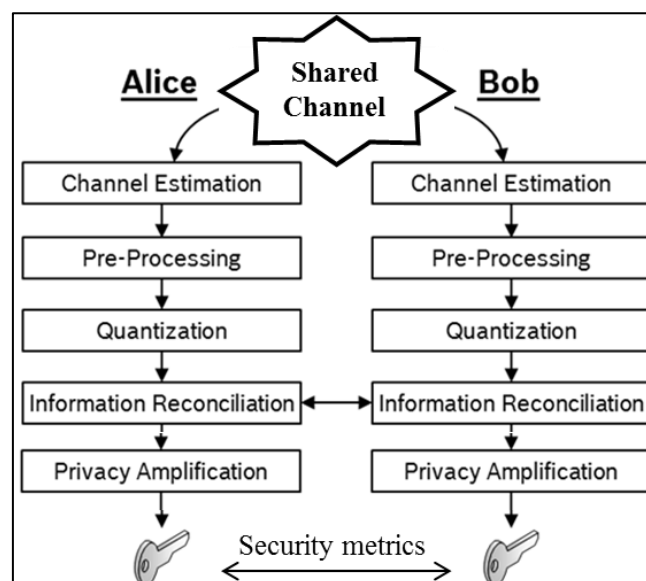 Shared
Channel
Alice
Bob
Channel Estimation
Channel Estimation
Pre-Processing
Pre-Processing
Quantization
Quantization
Information Reconciliation
Information Reconciliation
Privacy Amplification
Privacy Amplification
Security metrics